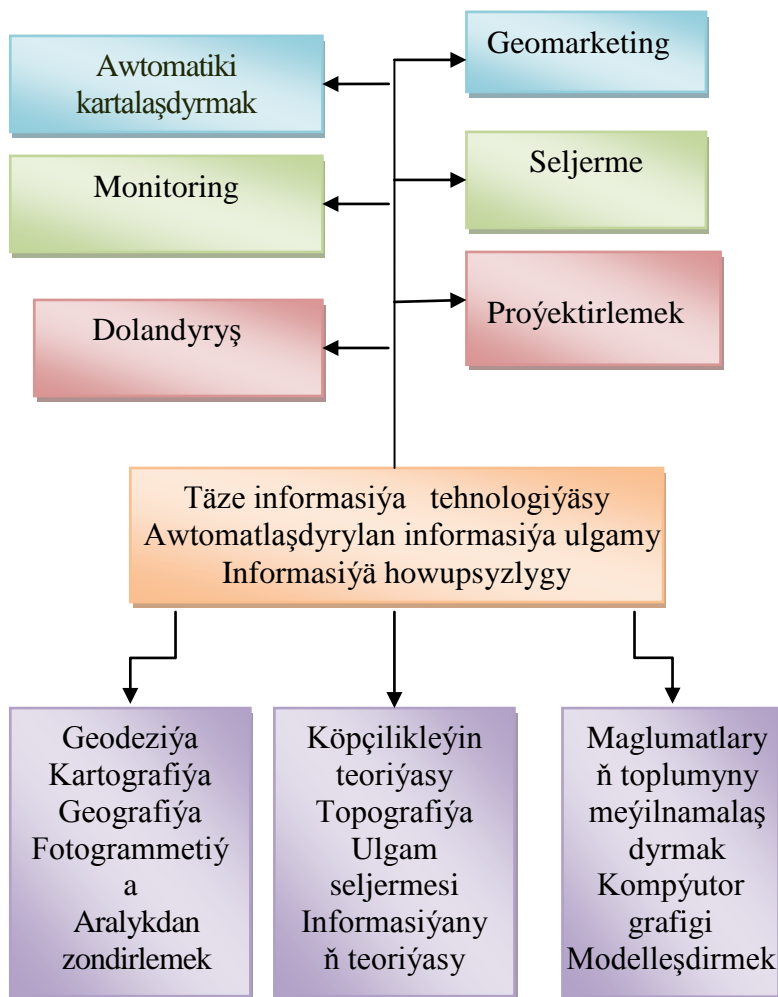 Awtomatiki
kartalaşdyrmak
Geomarketing
Monitoring
Seljerme
Dolandyryş
Proýektirlemek
Täze informasiýa tehnologiýäsy
Awtomatlaşdyrylan informasiýa ulgamy
Informasiýä howupsyzlygy
Geodeziýa
Kartografiýa
Geografiýa
Fotogrammetiý
a
Aralykdan
zondirlemek
Köpçilikleýin
teoriýasy
Topografiýa
Ulgam
seljermesi
Informasiýany
ň teoriýasy
Maglumatlary
ň toplumyny
meýilnamalaş
dyrmak
Kompýutor
grafigi
Modelleşdirmek